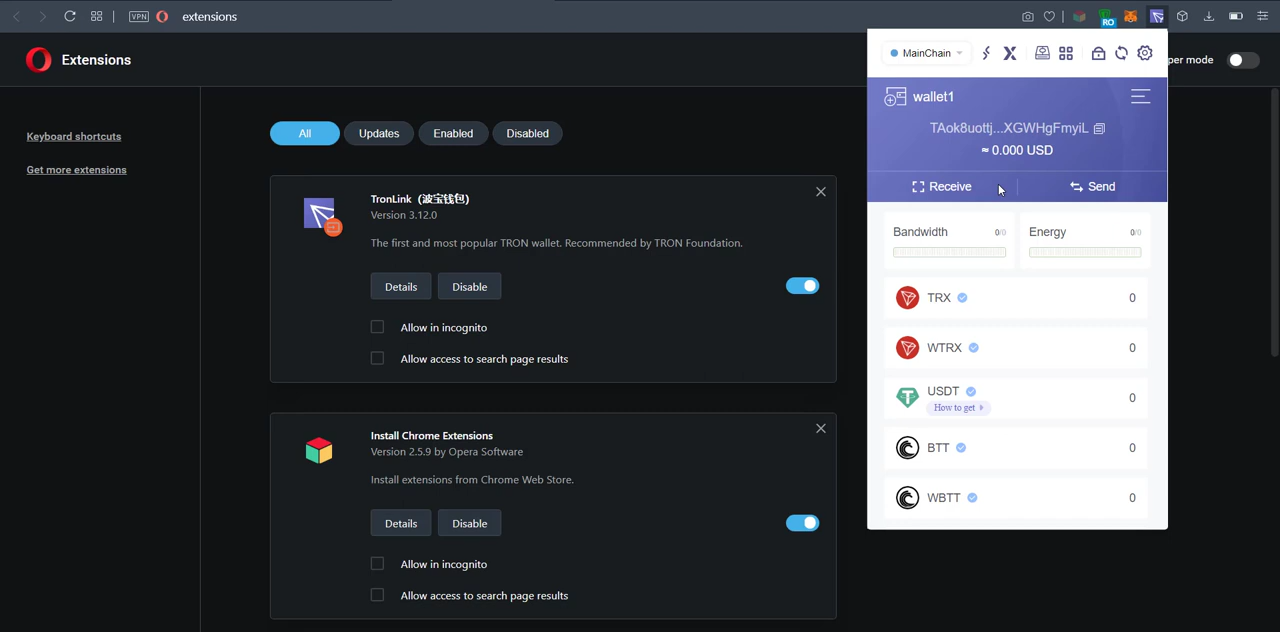 VPN
extensions
RO
Extensions
per mode
Keyboard shortcuts
Get more extensions
All
Updates
Enabled
Disabled
TronLink（波宝钱包）
Version 3.12.0
The first and most popular TRON wallet. Recommended by TRON Foundation.
Details
Disable
Allow in incognito
Allow access to search page results
Install Chrome Extensions
Version 2.5.9 by Opera Software
Install extensions from Chrome Web Store.
Details
Disable
Allow in incognito
Allow access to search page results
MainChain
wallet1
TAok8uottj...XGWHgFmyiL
≈ 0.000 USD
Receive
Send
Bandwidth 0/0
Energy 0/0
TRX 0
WTRX 0
USDT 0
How to get
BTT 0
WBTT 0